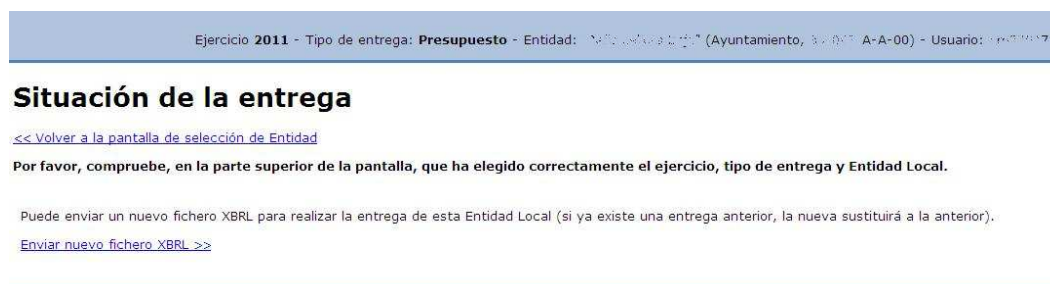 Ejercicio 2011 - Tipo de entrega: Presupuesto - Entidad: (Ayuntamiento, A-A-00) - Usuario:
Situación de la entrega
<< Volver a la pantalla de selección de Entidad
Por favor, compruebe, en la parte superior de la pantalla, que ha elegido correctamente el ejercicio, tipo de entrega y Entidad Local.
Puede enviar un nuevo fichero XBRL para realizar la entrega de esta Entidad Local (si ya existe una entrega anterior, la nueva sustituirá a la anterior).
Enviar nuevo fichero XBRL >>